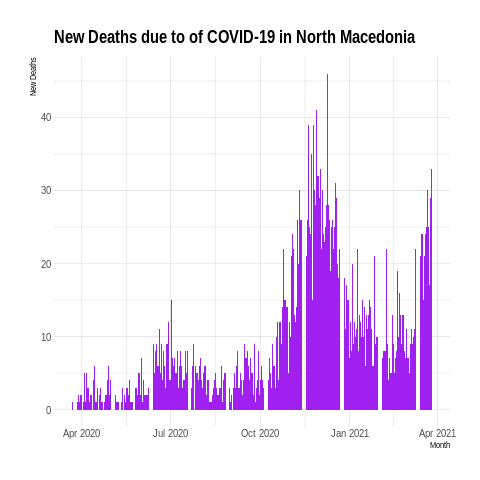 New Deaths due to of COVID-19 in North Macedonia
New Deaths
40
30
20
10
0
Apr 2020 Jul 2020 Oct 2020 Jan 2021 Apr 2021
Month